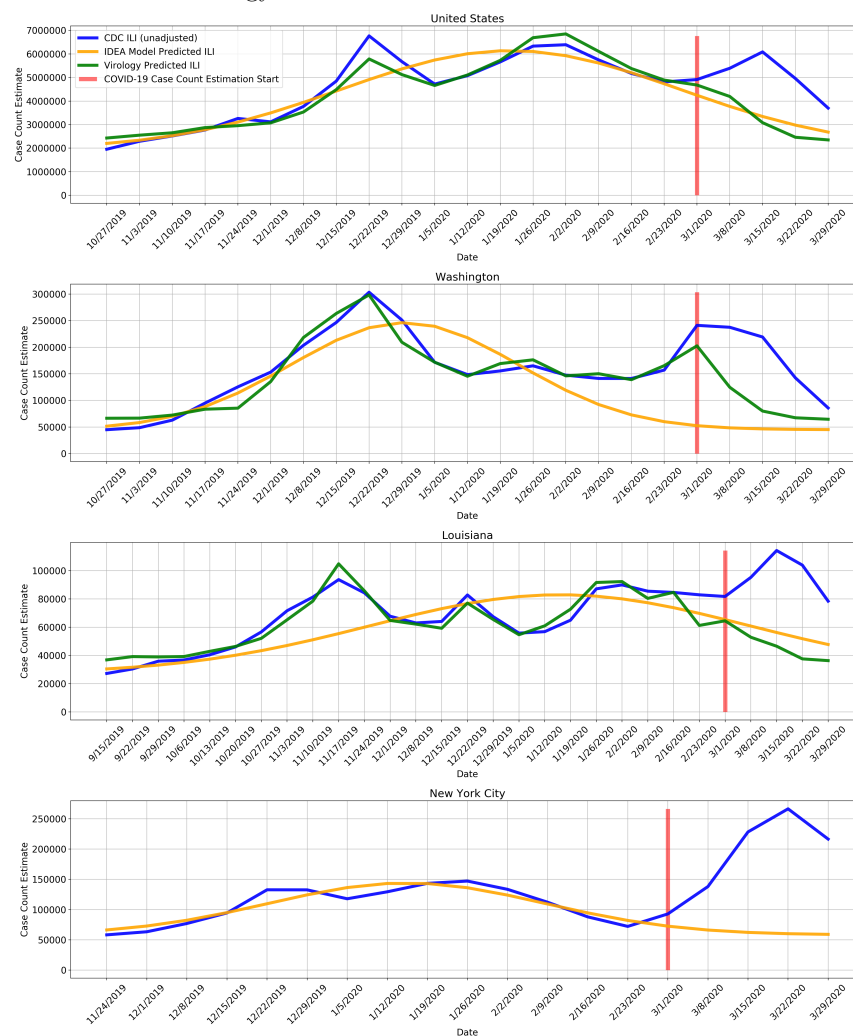 United States
7000000
6000000
5000000
4000000
3000000
2000000
1000000
0
Case Count Estimate
CDC ILI (unadjusted)
IDEA Model Predicted ILI
Virology Predicted ILI
COVID-19 Case Count Estimation Start
10/27/2019 11/3/2019 11/10/2019 11/17/2019 11/24/2019 12/1/2019 12/8/2019 12/15/2019 12/22/2019 12/29/2019 1/5/2020 1/12/2020 1/19/2020 1/26/2020 2/2/2020 2/9/2020 2/16/2020 2/23/2020 3/1/2020 3/8/2020 3/15/2020 3/22/2020 3/29/2020
Date
Washington
300000
250000
200000
150000
100000
50000
0
Case Count Estimate
10/27/2019 11/3/2019 11/10/2019 11/17/2019 11/24/2019 12/1/2019 12/8/2019 12/15/2019 12/22/2019 12/29/2019 1/5/2020 1/12/2020 1/19/2020 1/26/2020 2/2/2020 2/9/2020 2/16/2020 2/23/2020 3/1/2020 3/8/2020 3/15/2020 3/22/2020 3/29/2020
Date
Louisiana
100000
80000
60000
40000
20000
0
Case Count Estimate
9/15/2019 9/22/2019 9/29/2019 10/6/2019 10/13/2019 10/20/2019 10/27/2019 11/3/2019 11/10/2019 11/17/2019 11/24/2019 12/1/2019 12/8/2019 12/15/2019 12/22/2019 12/29/2019 1/5/2020 1/12/2020 1/19/2020 1/26/2020 2/2/2020 2/9/2020 2/16/2020 2/23/2020 3/1/2020 3/8/2020 3/15/2020 3/22/2020 3/29/2020
Date
New York City
250000
200000
150000
100000
50000
0
Case Count Estimate
11/24/2019 12/1/2019 12/8/2019 12/15/2019 12/22/2019 12/29/2019 1/5/2020 1/12/2020 1/19/2020 1/26/2020 2/2/2020 2/9/2020 2/16/2020 2/23/2020 3/1/2020 3/8/2020 3/15/2020 3/22/2020 3/29/2020
Date